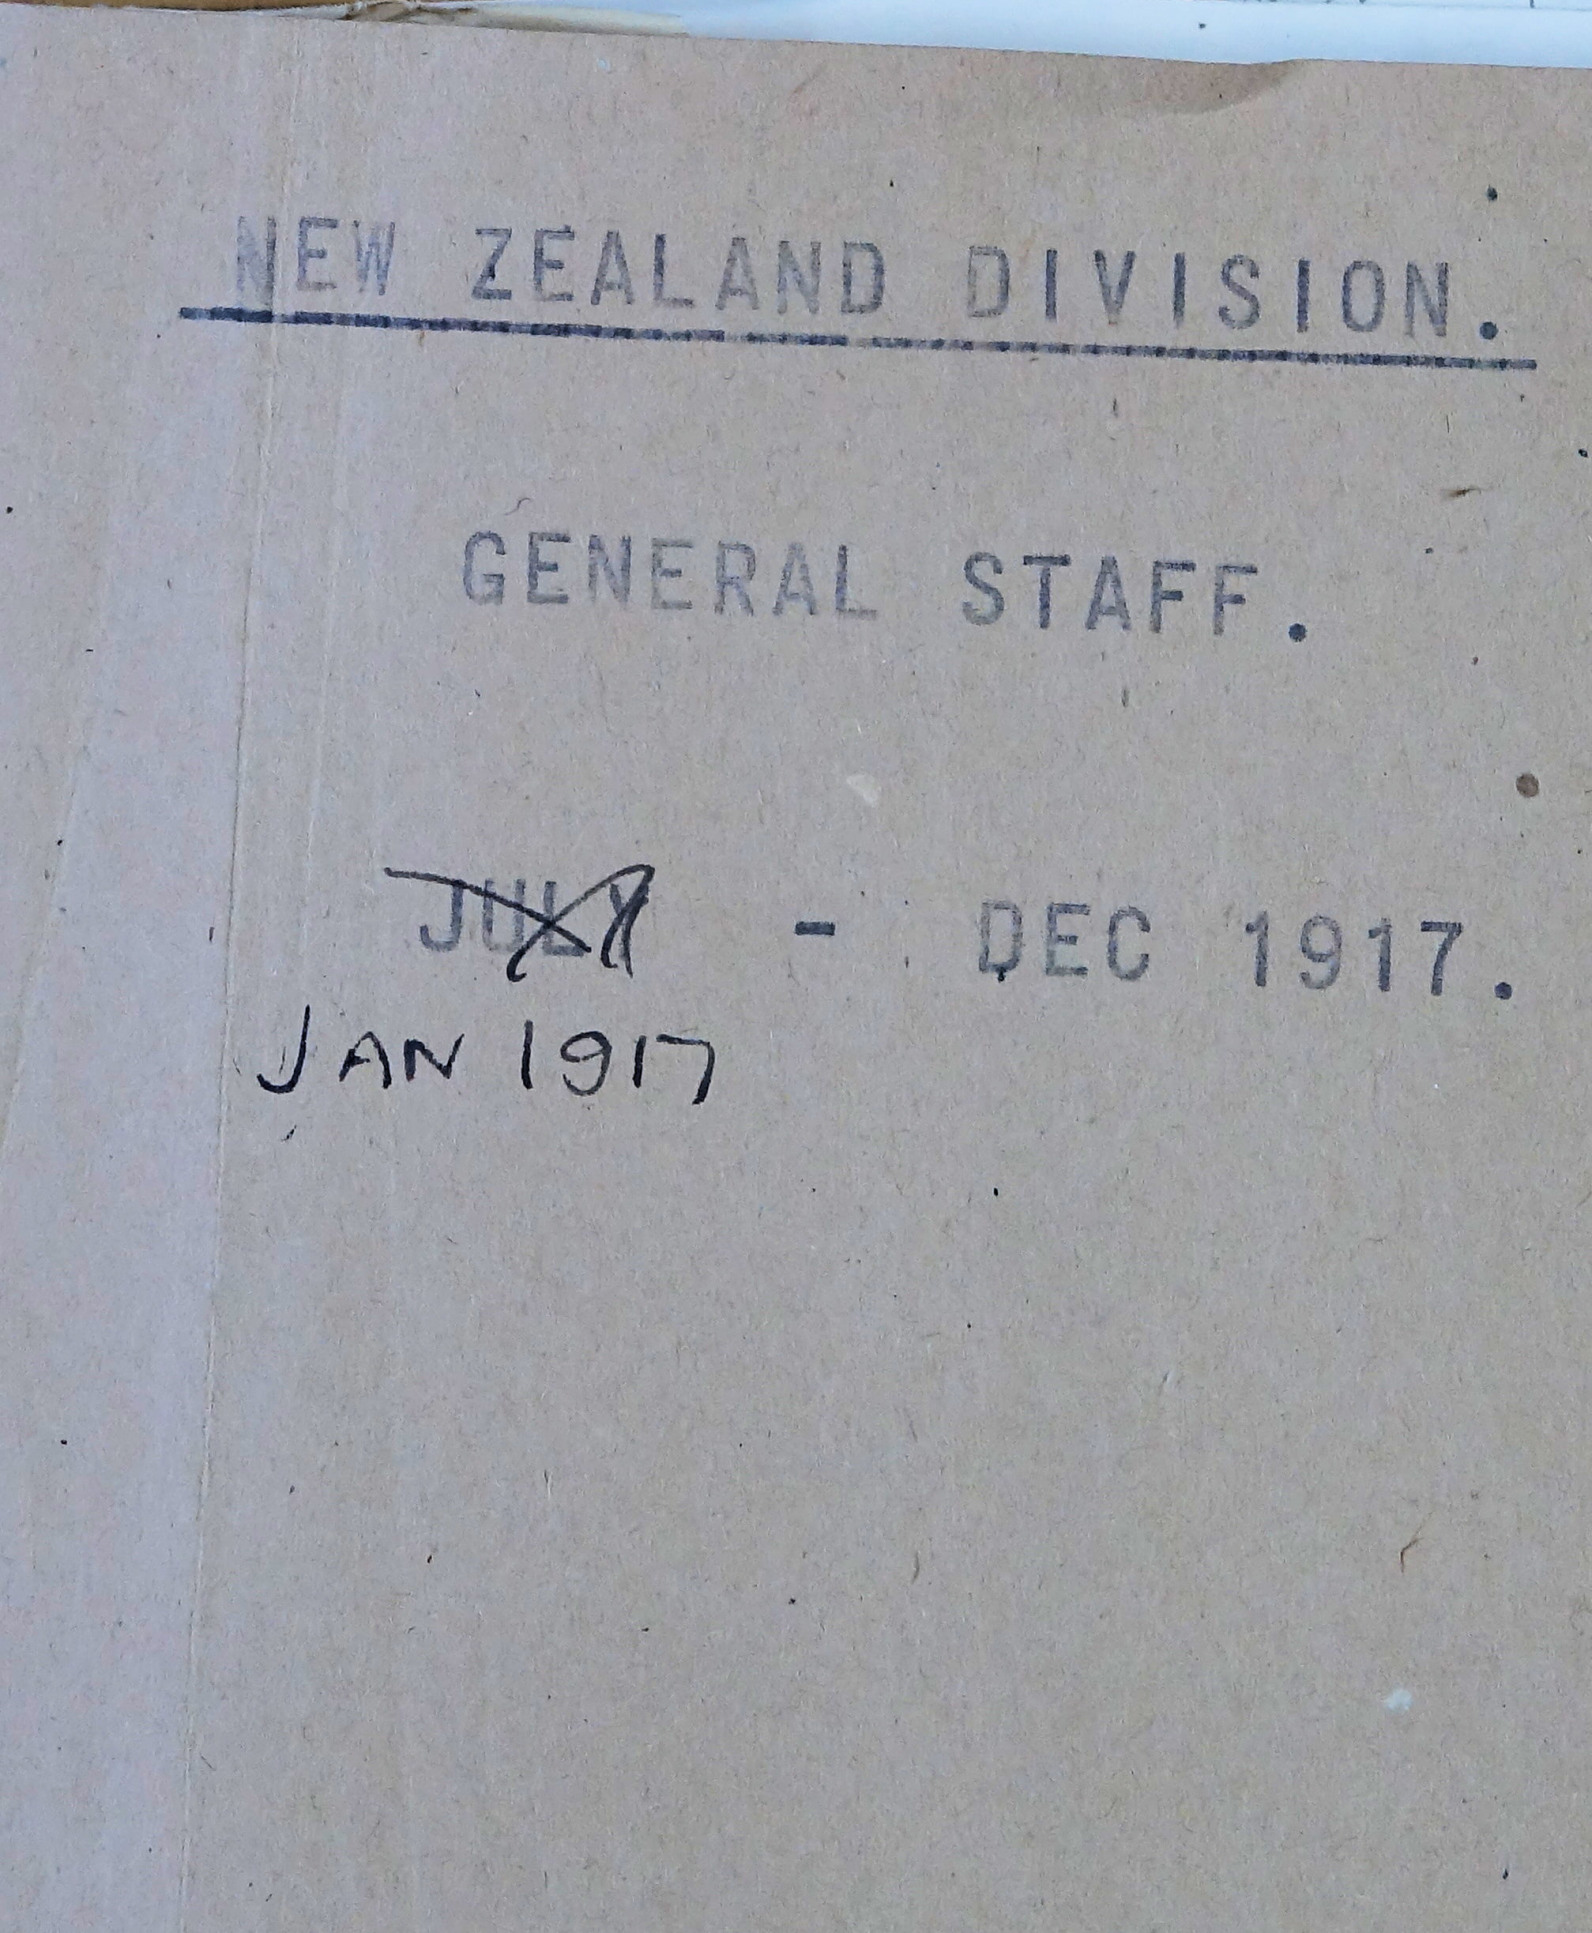 NEW ZEALAND DIVISION.
GENERAL STAFF.
JULY - DEC 1917.
JAN 1917